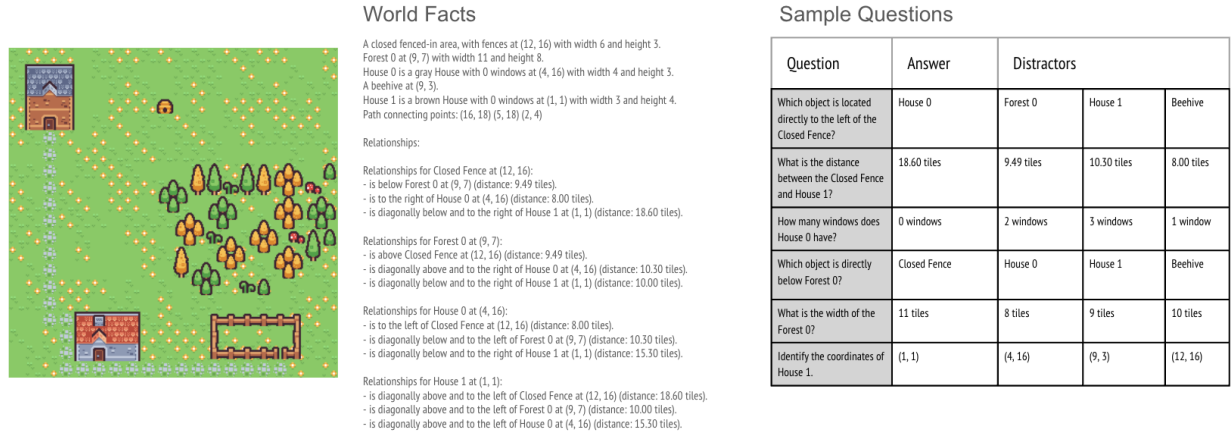 World Facts
A closed fenced-in area, with fences at (12, 16) with width 6 and height 3.
Forest 0 at (9, 7) with width 11 and height 8.
House 0 is a gray House with 0 windows at (4, 16) with width 4 and height 3.
A beehive at (9, 3).
House 1 is a brown House with 0 windows at (1, 1) with width 3 and height 4.
Path connecting points: (16, 18) (5, 18) (2, 4)
Relationships:
Relationships for Closed Fence at (12, 16):
- is below Forest 0 at (9, 7) (distance: 9.49 tiles).
- is to the right of House 0 at (4, 16) (distance: 8.00 tiles).
- is diagonally below and to the right of House 1 at (1, 1) (distance: 18.60 tiles).
Relationships for Forest 0 at (9, 7):
- is above Closed Fence at (12, 16) (distance: 9.49 tiles).
- is diagonally above and to the right of House 0 at (4, 16) (distance: 10.30 tiles).
- is diagonally below and to the right of House 1 at (1, 1) (distance: 10.00 tiles).
Relationships for House 0 at (4, 16):
- is to the left of Closed Fence at (12, 16) (distance: 8.00 tiles).
- is diagonally below and to the left of Forest 0 at (9, 7) (distance: 10.30 tiles).
- is diagonally below and to the right of House 1 at (1, 1) (distance: 15.30 tiles).
Relationships for House 1 at (1, 1):
- is diagonally above and to the left of Closed Fence at (12, 16) (distance: 18.60 tiles).
- is diagonally above and to the left of Forest 0 at (9, 7) (distance: 10.00 tiles).
- is diagonally above and to the left of House 0 at (4, 16) (distance: 15.30 tiles).
Sample Questions
Question Answer Distractors
Which object is located House 0 Forest 0 House 1 Beehive
directly to the left of the
Closed Fence?
What is the distance 18.60 tiles 9.49 tiles 10.30 tiles 8.00 tiles
between the Closed Fence
and House 1?
How many windows does 0 windows 2 windows 3 windows 1 window
House 0 have?
Which object is directly Closed Fence House 0 House 1 Beehive
below Forest 0?
What is the width of the 11 tiles 8 tiles 9 tiles 10 tiles
Forest 0?
Identify the coordinates of (1, 1) (4, 16) (9, 3) (12, 16)
House 1.